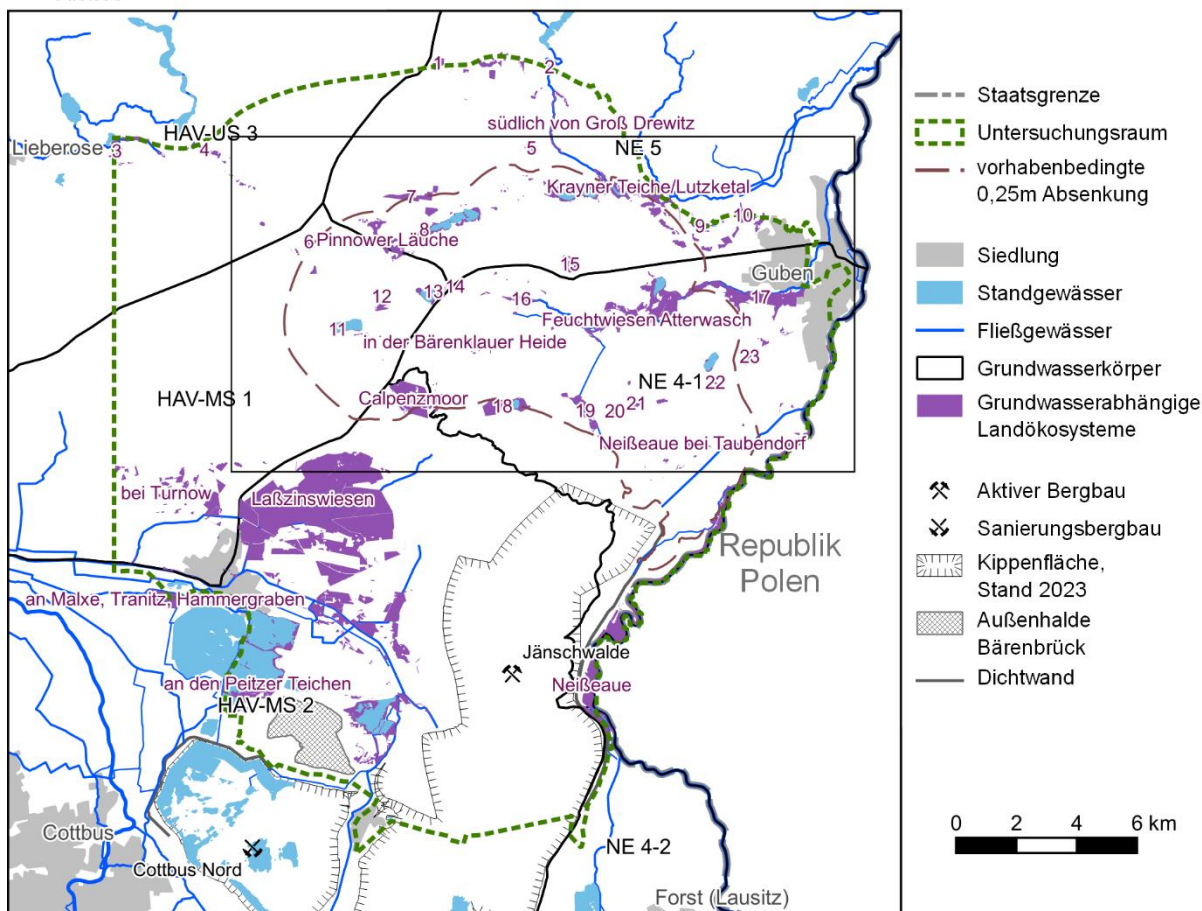 1
2
HAV-US 3
südlich von Groß Drewitz
Lieberose
3
4
5
NE 5
Krayner Teiche/Lutzketal
7
8
9
10
6
Pinnower Läuche
15
Guben
12
13
14
16
17
Feuchtwiesen Atterwasch
11
in der Bärenklauer Heide
23
NE 4-1
22
HAV-MS 1
Calpenzmoor
18
19
20
21
Neißeaue bei Taubendorf
bei Turnow
Laßzinswiesen
Republik
Polen
an Malxe, Tranitz, Hammergraben
Jänschwalde
an den Peitzer Teichen
Neißeaue
HAV-MS 2
Cottbus
Cottbus Nord
NE 4-2
Forst (Lausitz)
Staatsgrenze
Untersuchungsraum
vorhabenbedingte
0,25m Absenkung
Siedlung
Standgewässer
Fließgewässer
Grundwasserkörper
Grundwasserabhängige
Landökosysteme
Aktiver Bergbau
Sanierungsbergbau
Kippenfläche,
Stand 2023
Außenhalde
Bärenbrück
Dichtwand
0 2 4 6 km